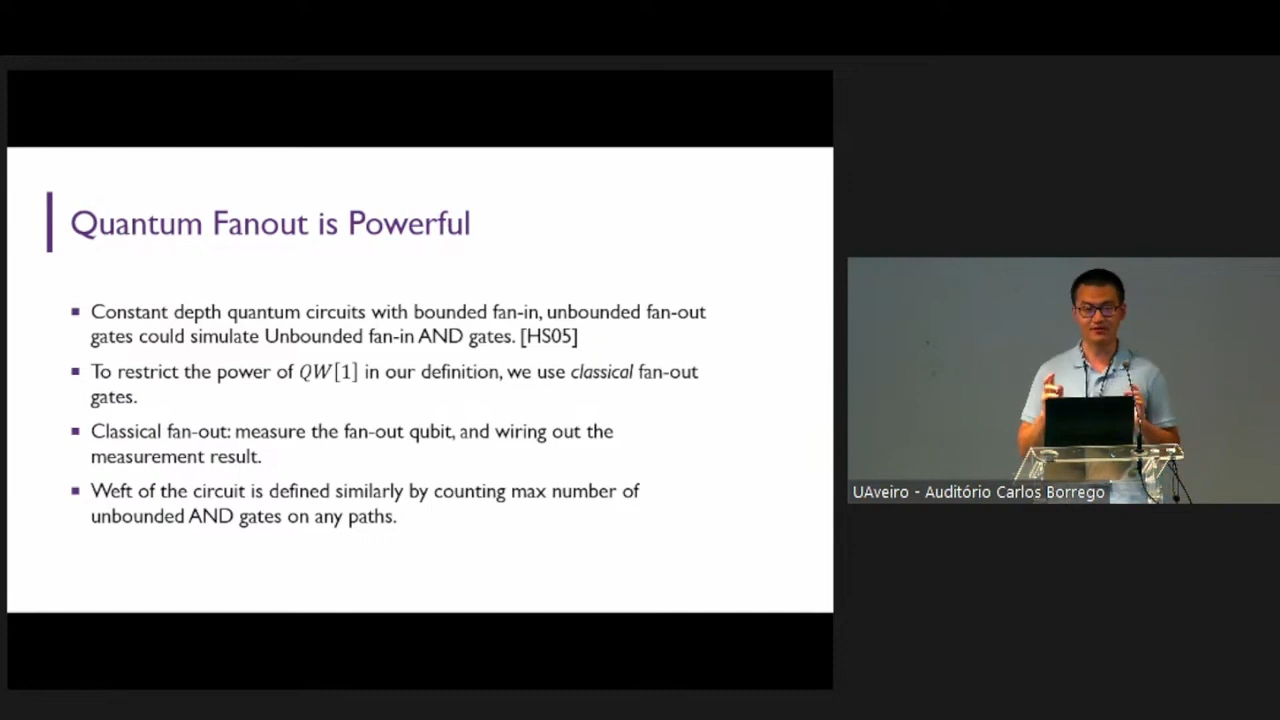 Quantum Fanout is Powerful
▪ Constant depth quantum circuits with bounded fan-in, unbounded fan-out
gates could simulate Unbounded fan-in AND gates. [HS05]
▪ To restrict the power of QW[1] in our definition, we use classical fan-out
gates.
▪ Classical fan-out: measure the fan-out qubit, and wiring out the
measurement result.
▪ Weft of the circuit is defined similarly by counting max number of
unbounded AND gates on any paths.
UAveiro - Auditório Carlos Borrego